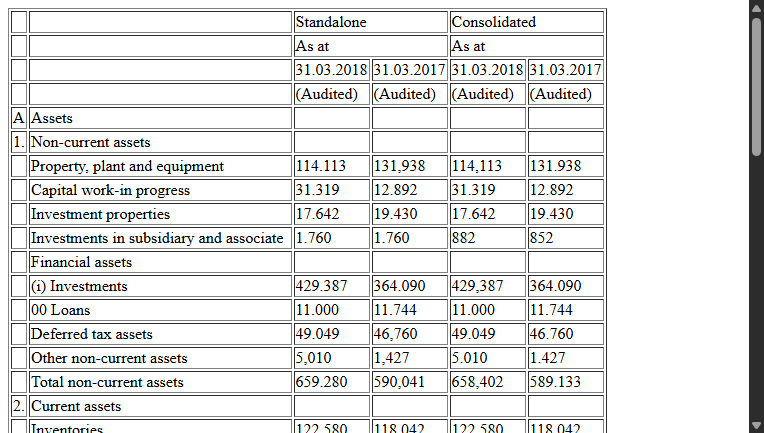 Standalone Consolidated
As at As at
31.03.2018 31.03.2017 31.03.2018 31.03.2017
(Audited) (Audited) (Audited) (Audited)
A Assets
1. Non-current assets
Property, plant and equipment 114.113 131,938 114,113 131.938
Capital work-in progress 31.319 12.892 31.319 12.892
Investment properties 17.642 19.430 17.642 19.430
Investments in subsidiary and associate 1.760 1.760 882 852
Financial assets
(i) Investments 429.387 364.090 429,387 364.090
00 Loans 11.000 11.744 11.000 11.744
Deferred tax assets 49.049 46,760 49.049 46.760
Other non-current assets 5,010 1,427 5.010 1.427
Total non-current assets 659.280 590,041 658,402 589.133
2. Current assets
Inventories 122.580 118.042 122.580 118.042